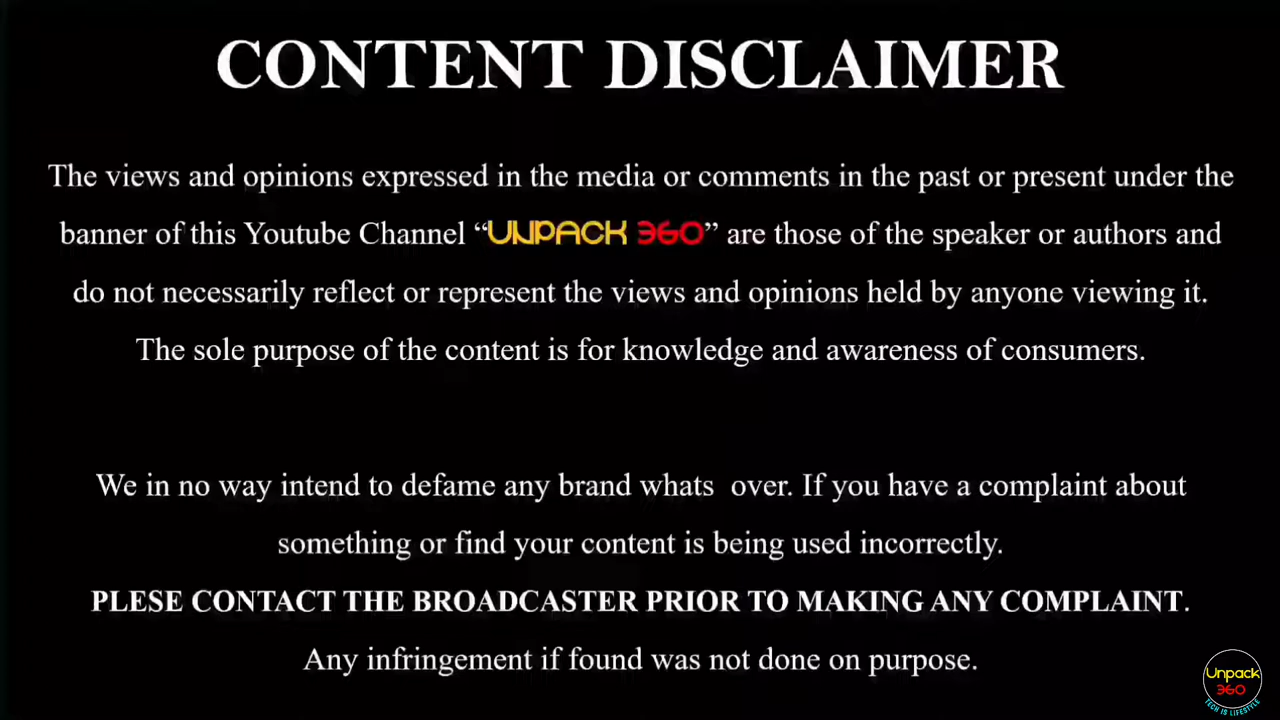 CONTENT DISCLAIMER
The views and opinions expressed in the media or comments in the past or present under the
banner of this Youtube Channel “UNPACK 360” are those of the speaker or authors and
do not necessarily reflect or represent the views and opinions held by anyone viewing it.
The sole purpose of the content is for knowledge and awareness of consumers.
We in no way intend to defame any brand whats  over. If you have a complaint about
something or find your content is being used incorrectly.
PLESE CONTACT THE BROADCASTER PRIOR TO MAKING ANY COMPLAINT.
Any infringement if found was not done on purpose.
Unpack
360
TECH IS LIFESTYLE